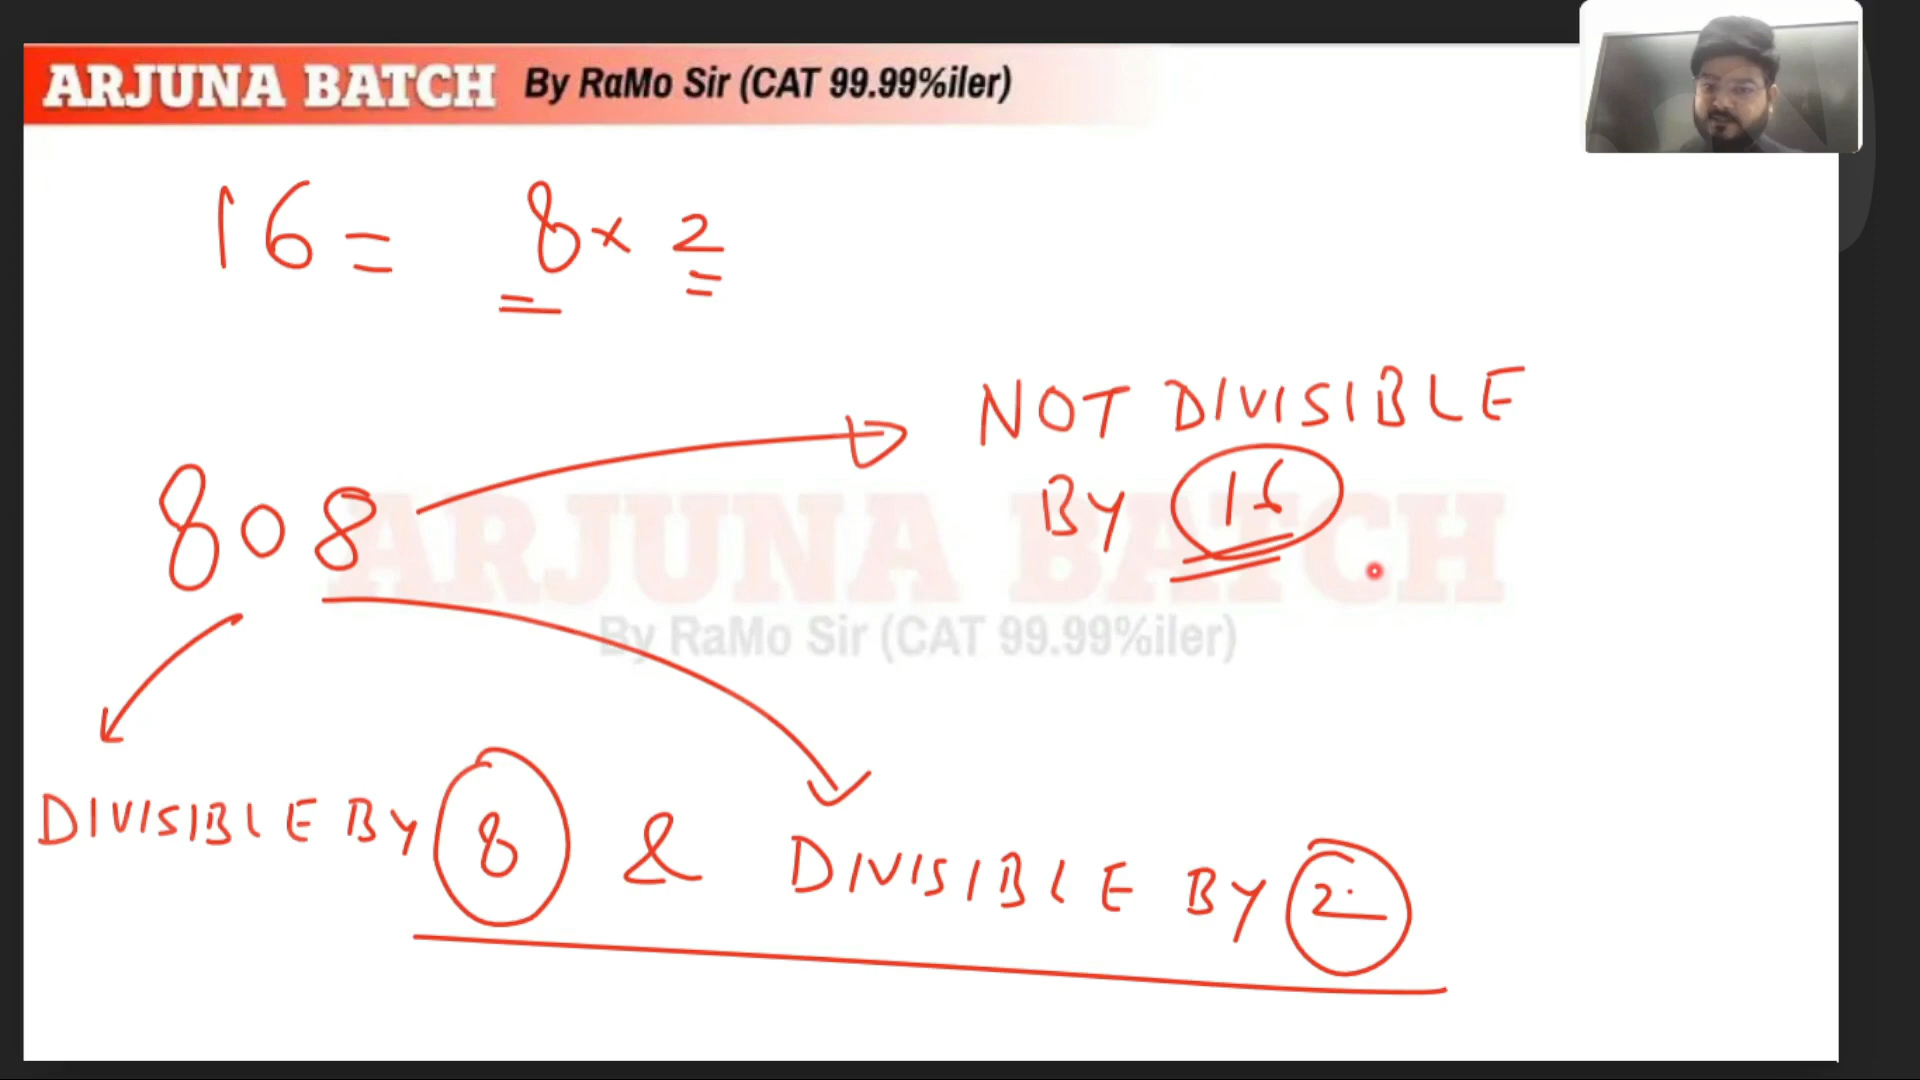 ARJUNA BATCH By RaMo Sir (CAT 99.99%iler)
16 = 8 x 2
NOT DIVISIBLE
BY 16
808
ARJUNA BATCH
By RaMo Sir (CAT 99.99%iler)
DIVISIBLE BY 8 & DIVISIBLE BY 2